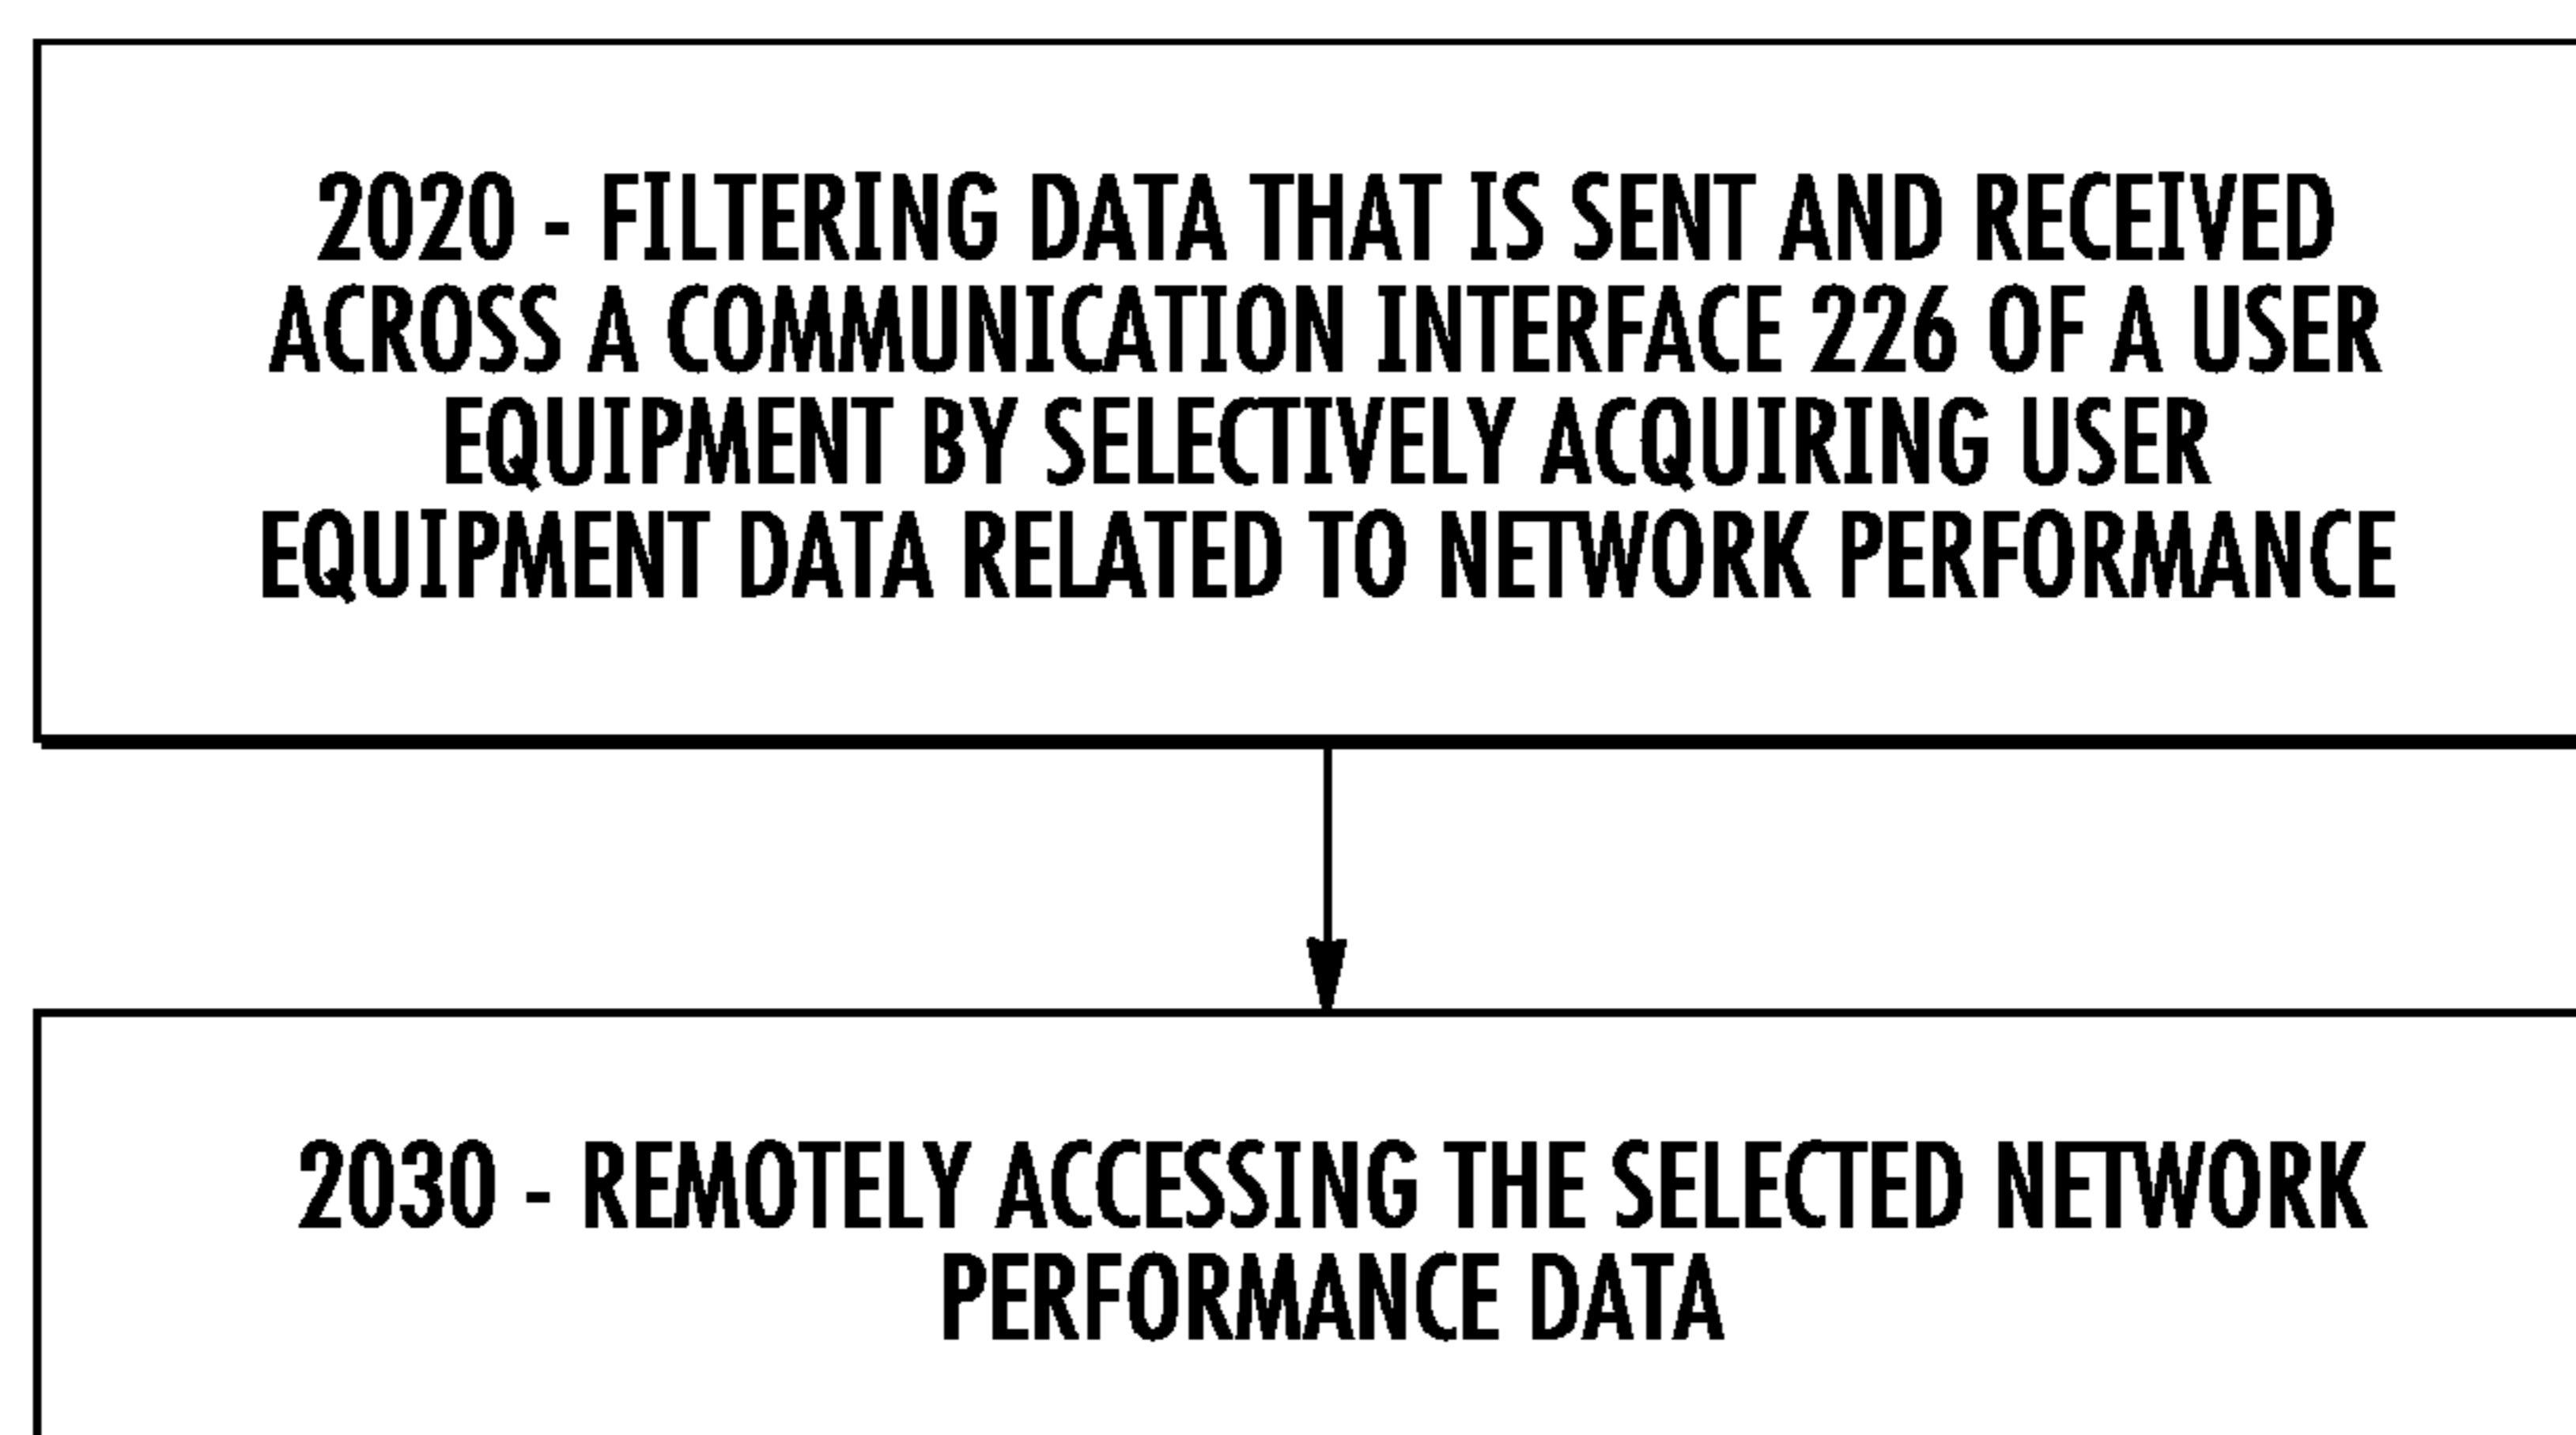 2020 - FILTERING DATA THAT IS SENT AND RECEIVED
ACROSS A COMMUNICATION INTERFACE 226 OF A USER
EQUIPMENT BY SELECTIVELY ACQUIRING USER
EQUIPMENT DATA RELATED TO NETWORK PERFORMANCE
2030 - REMOTELY ACCESSING THE SELECTED NETWORK
PERFORMANCE DATA